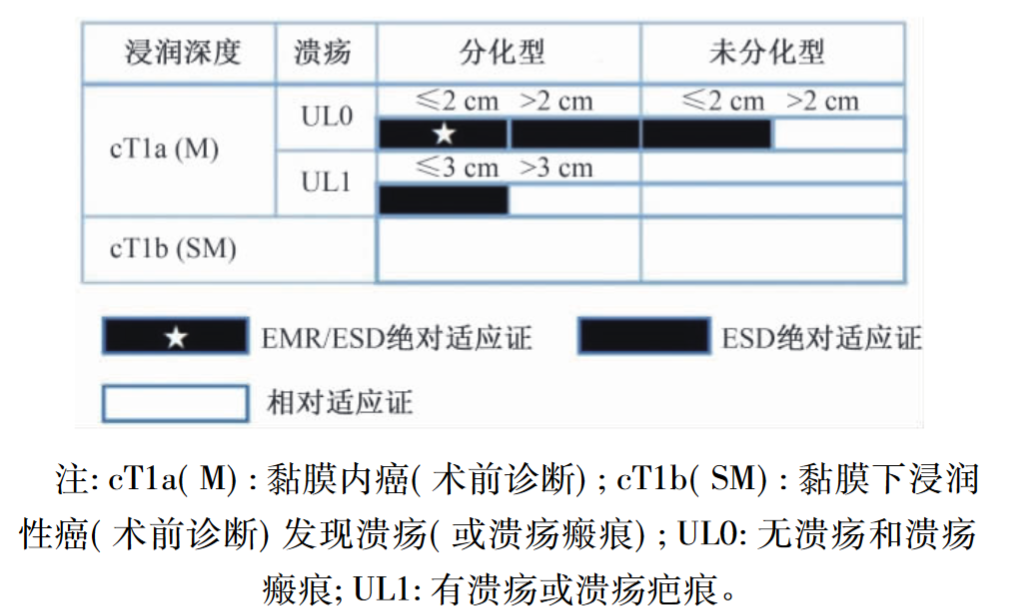 浸润深度 溃疡 分化型 未分化型
cT1a (M) UL0 ≤2 cm >2 cm ≤2 cm >2 cm
★
UL1 ≤3 cm >3 cm
cT1b (SM)
★ EMR/ESD绝对适应证 ESD绝对适应证
相对适应证
注: cT1a( M) : 黏膜内癌( 术前诊断) ; cT1b( SM) : 黏膜下浸润
性癌( 术前诊断) 发现溃疡( 或溃疡瘢痕) ; UL0: 无溃疡和溃疡
瘢痕; UL1: 有溃疡或溃疡疤痕。